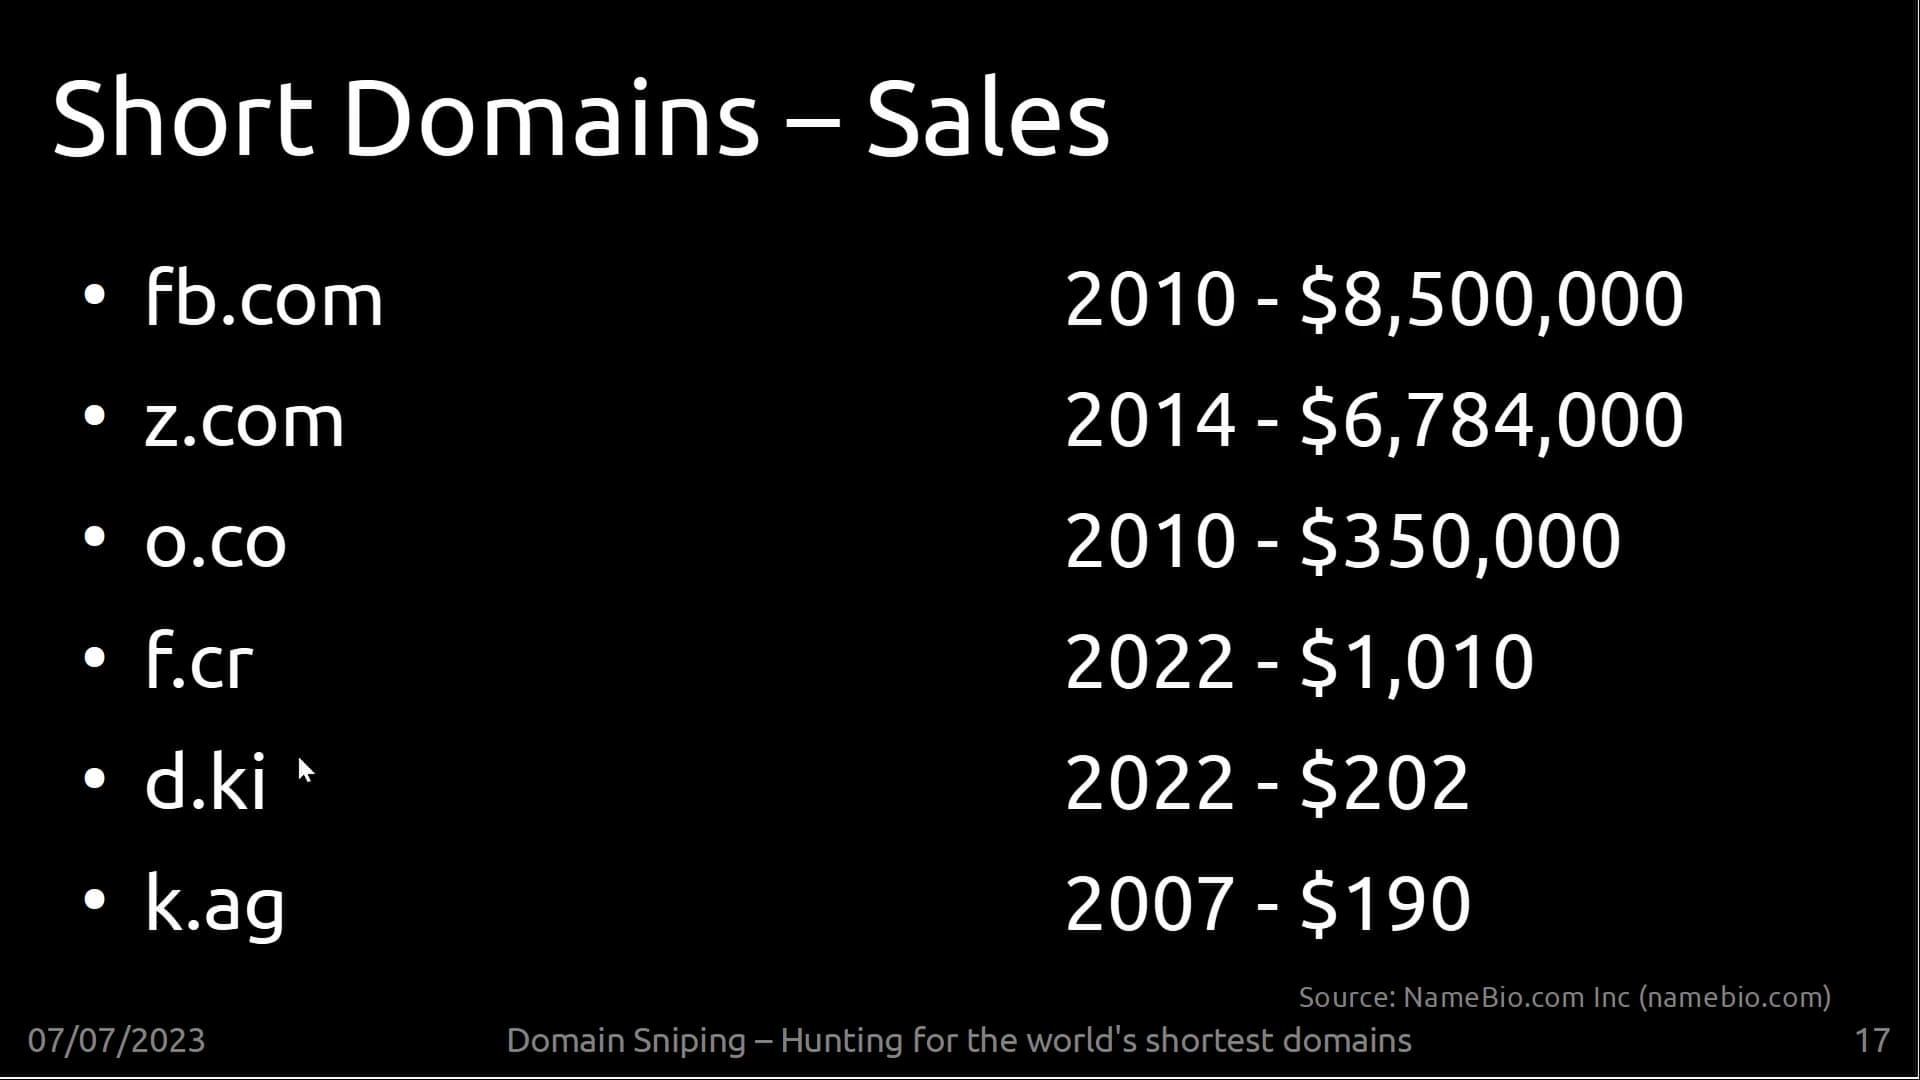 Short Domains – Sales
• fb.com 2010 - $8,500,000
• z.com 2014 - $6,784,000
• o.co 2010 - $350,000
• f.cr 2022 - $1,010
• d.ki 2022 - $202
• k.ag 2007 - $190
Source: NameBio.com Inc (namebio.com)
07/07/2023 Domain Sniping – Hunting for the world's shortest domains 17